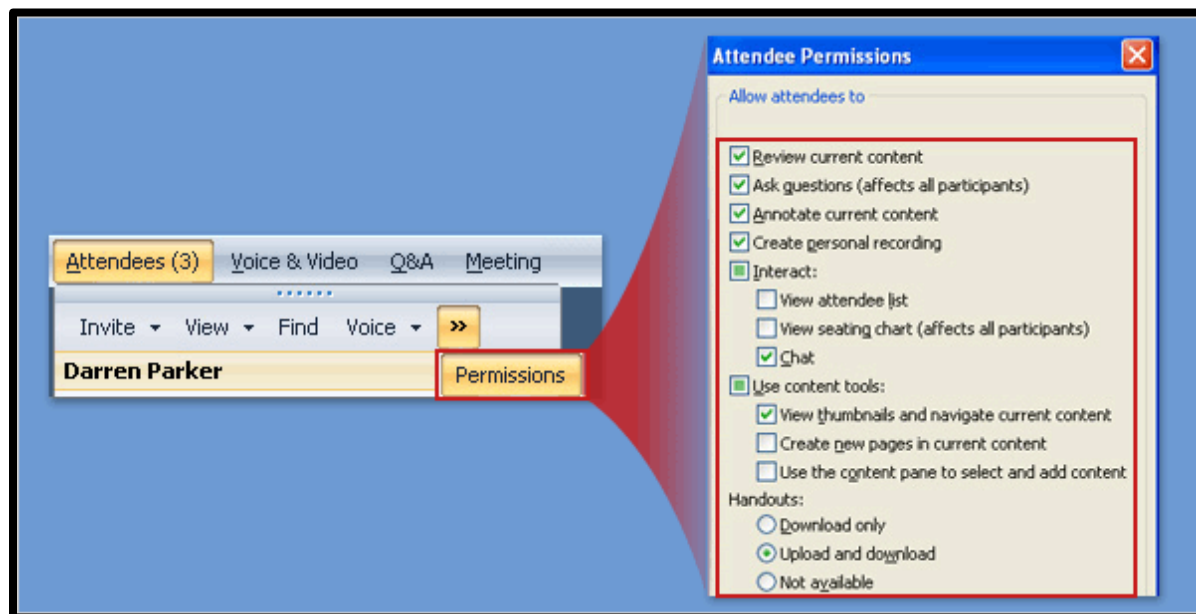 Attendees (3) Voice & Video Q&A Meeting
Invite View Find Voice »
Darren Parker Permissions
Attendee Permissions
Allow attendees to
Review current content
Ask questions (affects all participants)
Annotate current content
Create personal recording
Interact:
View attendee list
View seating chart (affects all participants)
Chat
Use content tools:
View thumbnails and navigate current content
Create new pages in current content
Use the content pane to select and add content
Handouts:
Download only
Upload and download
Not available